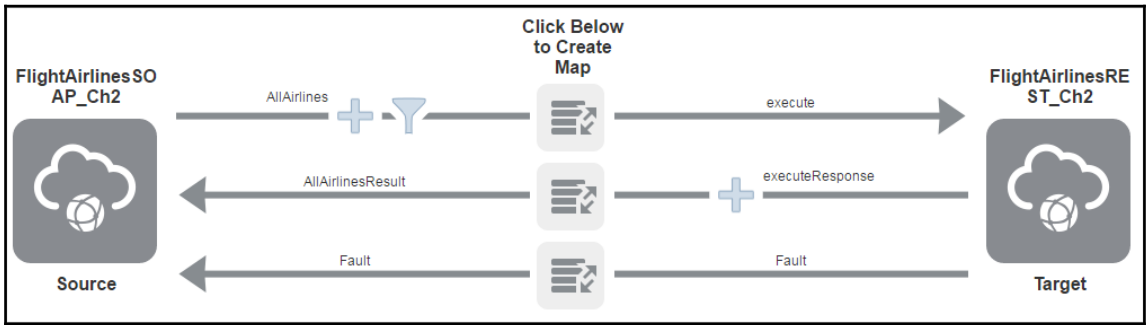 Click Below
to Create
Map
FlightAirlinesSO
AP_Ch2
FlightAirlinesRE
ST_Ch2
AllAirlines
execute
AllAirlinesResult
executeResponse
Fault
Fault
Source
Target